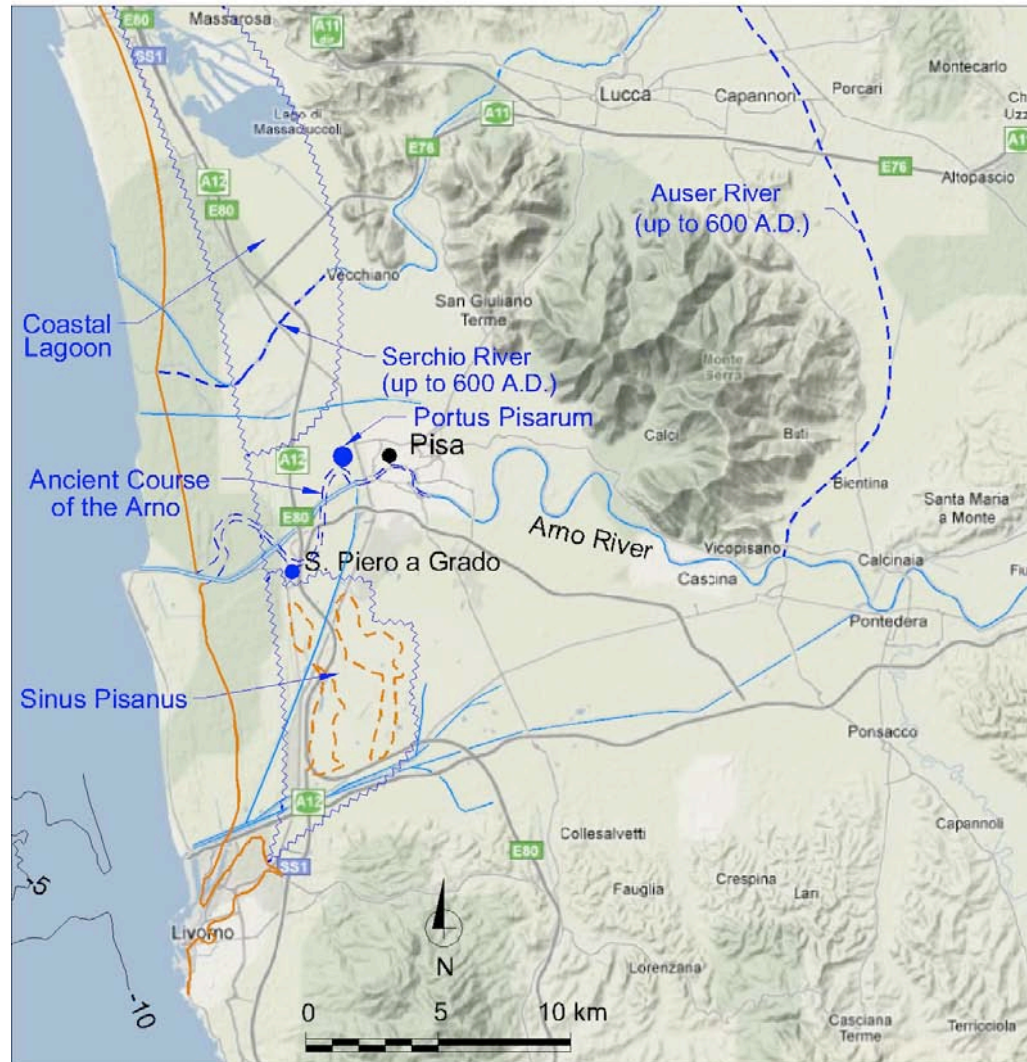 E80
Massarosa
A11
dir
SS1
Montecarlo
Lucca
Capannori
Porcari
Lago di
Massaciuccoli
A11
E76
A12
E80
E76
Altopascio
Auser River
(up to 600 A.D.)
Vecchiano
San Giuliano
Terme
Coastal
Lagoon
Serchio River
(up to 600 A.D.)
Monte
Serra
Portus Pisarum
Pisa
Calci
Buti
A12
Ancient Course
of the Arno
Bientina
Santa Maria
a Monte
E80
Arno River
Vicopisano
Calcinaia
S. Piero a Grado
Cascina
Pontedera
Sinus Pisanus
Ponsacco
A12
Collesalvetti
E80
Capannoli
SS1
-5
Fauglia
Crespina
Lari
Livorno
N
Lorenzana
-10
0 5 10 km
Casciana
Terme
Terricciola